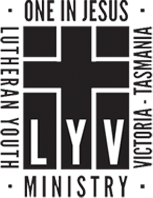 · ONE IN JESUS ·
LUTHERAN YOUTH
VICTORIA - TASMANIA
LYV
· MINISTRY ·